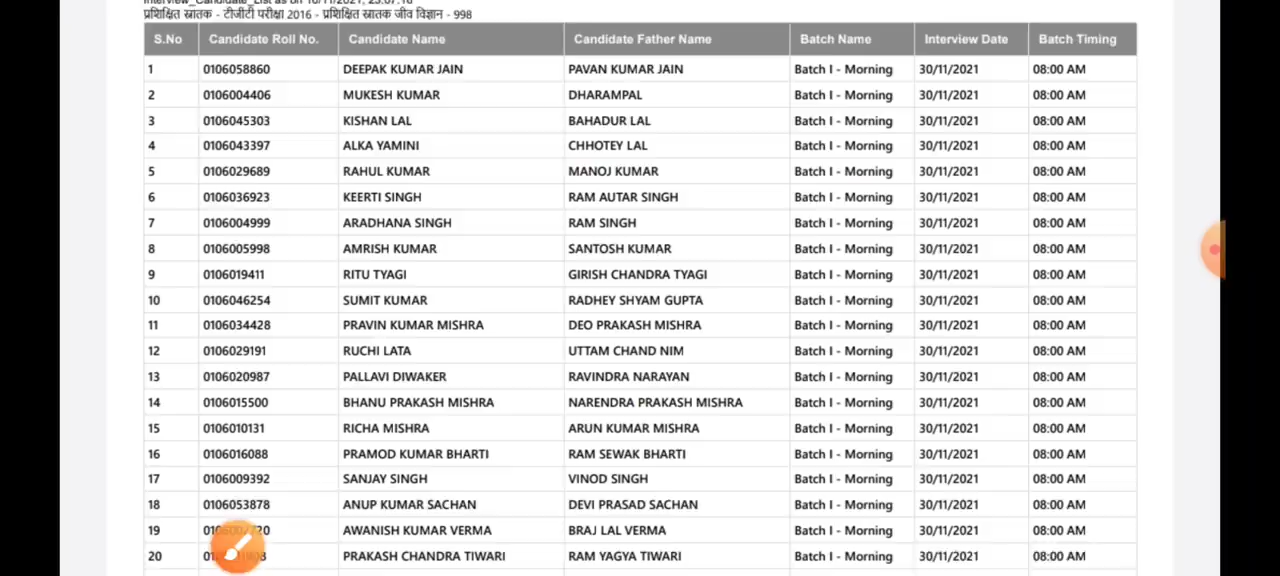 Interview_Candidate_List as on 16/11/2021, 23:07:16
प्रशिक्षित स्नातक - टीजीटी परीक्षा 2016 - प्रशिक्षित स्नातक जीव विज्ञान - 998
S.No Candidate Roll No. Candidate Name Candidate Father Name Batch Name Interview Date Batch Timing
1 0106058860 DEEPAK KUMAR JAIN PAVAN KUMAR JAIN Batch I - Morning 30/11/2021 08:00 AM
2 0106004406 MUKESH KUMAR DHARAMPAL Batch I - Morning 30/11/2021 08:00 AM
3 0106045303 KISHAN LAL BAHADUR LAL Batch I - Morning 30/11/2021 08:00 AM
4 0106043397 ALKA YAMINI CHHOTEY LAL Batch I - Morning 30/11/2021 08:00 AM
5 0106029689 RAHUL KUMAR MANOJ KUMAR Batch I - Morning 30/11/2021 08:00 AM
6 0106036923 KEERTI SINGH RAM AUTAR SINGH Batch I - Morning 30/11/2021 08:00 AM
7 0106004999 ARADHANA SINGH RAM SINGH Batch I - Morning 30/11/2021 08:00 AM
8 0106005998 AMRISH KUMAR SANTOSH KUMAR Batch I - Morning 30/11/2021 08:00 AM
9 0106019411 RITU TYAGI GIRISH CHANDRA TYAGI Batch I - Morning 30/11/2021 08:00 AM
10 0106046254 SUMIT KUMAR RADHEY SHYAM GUPTA Batch I - Morning 30/11/2021 08:00 AM
11 0106034428 PRAVIN KUMAR MISHRA DEO PRAKASH MISHRA Batch I - Morning 30/11/2021 08:00 AM
12 0106029191 RUCHI LATA UTTAM CHAND NIM Batch I - Morning 30/11/2021 08:00 AM
13 0106020987 PALLAVI DIWAKER RAVINDRA NARAYAN Batch I - Morning 30/11/2021 08:00 AM
14 0106015500 BHANU PRAKASH MISHRA NARENDRA PRAKASH MISHRA Batch I - Morning 30/11/2021 08:00 AM
15 0106010131 RICHA MISHRA ARUN KUMAR MISHRA Batch I - Morning 30/11/2021 08:00 AM
16 0106016088 PRAMOD KUMAR BHARTI RAM SEWAK BHARTI Batch I - Morning 30/11/2021 08:00 AM
17 0106009392 SANJAY SINGH VINOD SINGH Batch I - Morning 30/11/2021 08:00 AM
18 0106053878 ANUP KUMAR SACHAN DEVI PRASAD SACHAN Batch I - Morning 30/11/2021 08:00 AM
19 AWANISH KUMAR VERMA BRAJ LAL VERMA Batch I - Morning 30/11/2021 08:00 AM
20 PRAKASH CHANDRA TIWARI RAM YAGYA TIWARI Batch I - Morning 30/11/2021 08:00 AM